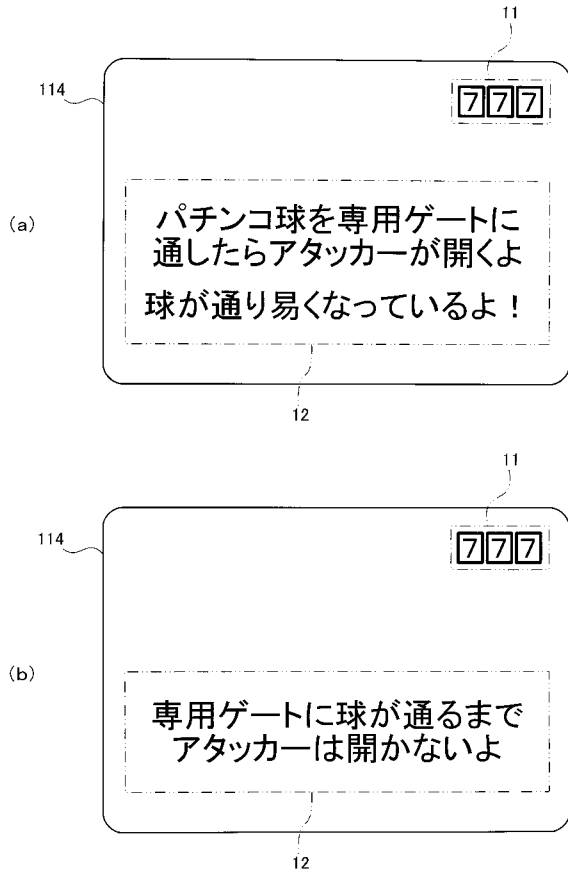 11
114
777
(a)
パチンコ球を専用ゲートに
通したらアタッカーが開くよ
球が通り易くなっているよ!
12
11
114
777
(b)
専用ゲートに球が通るまで
アタッカーは開かないよ
12